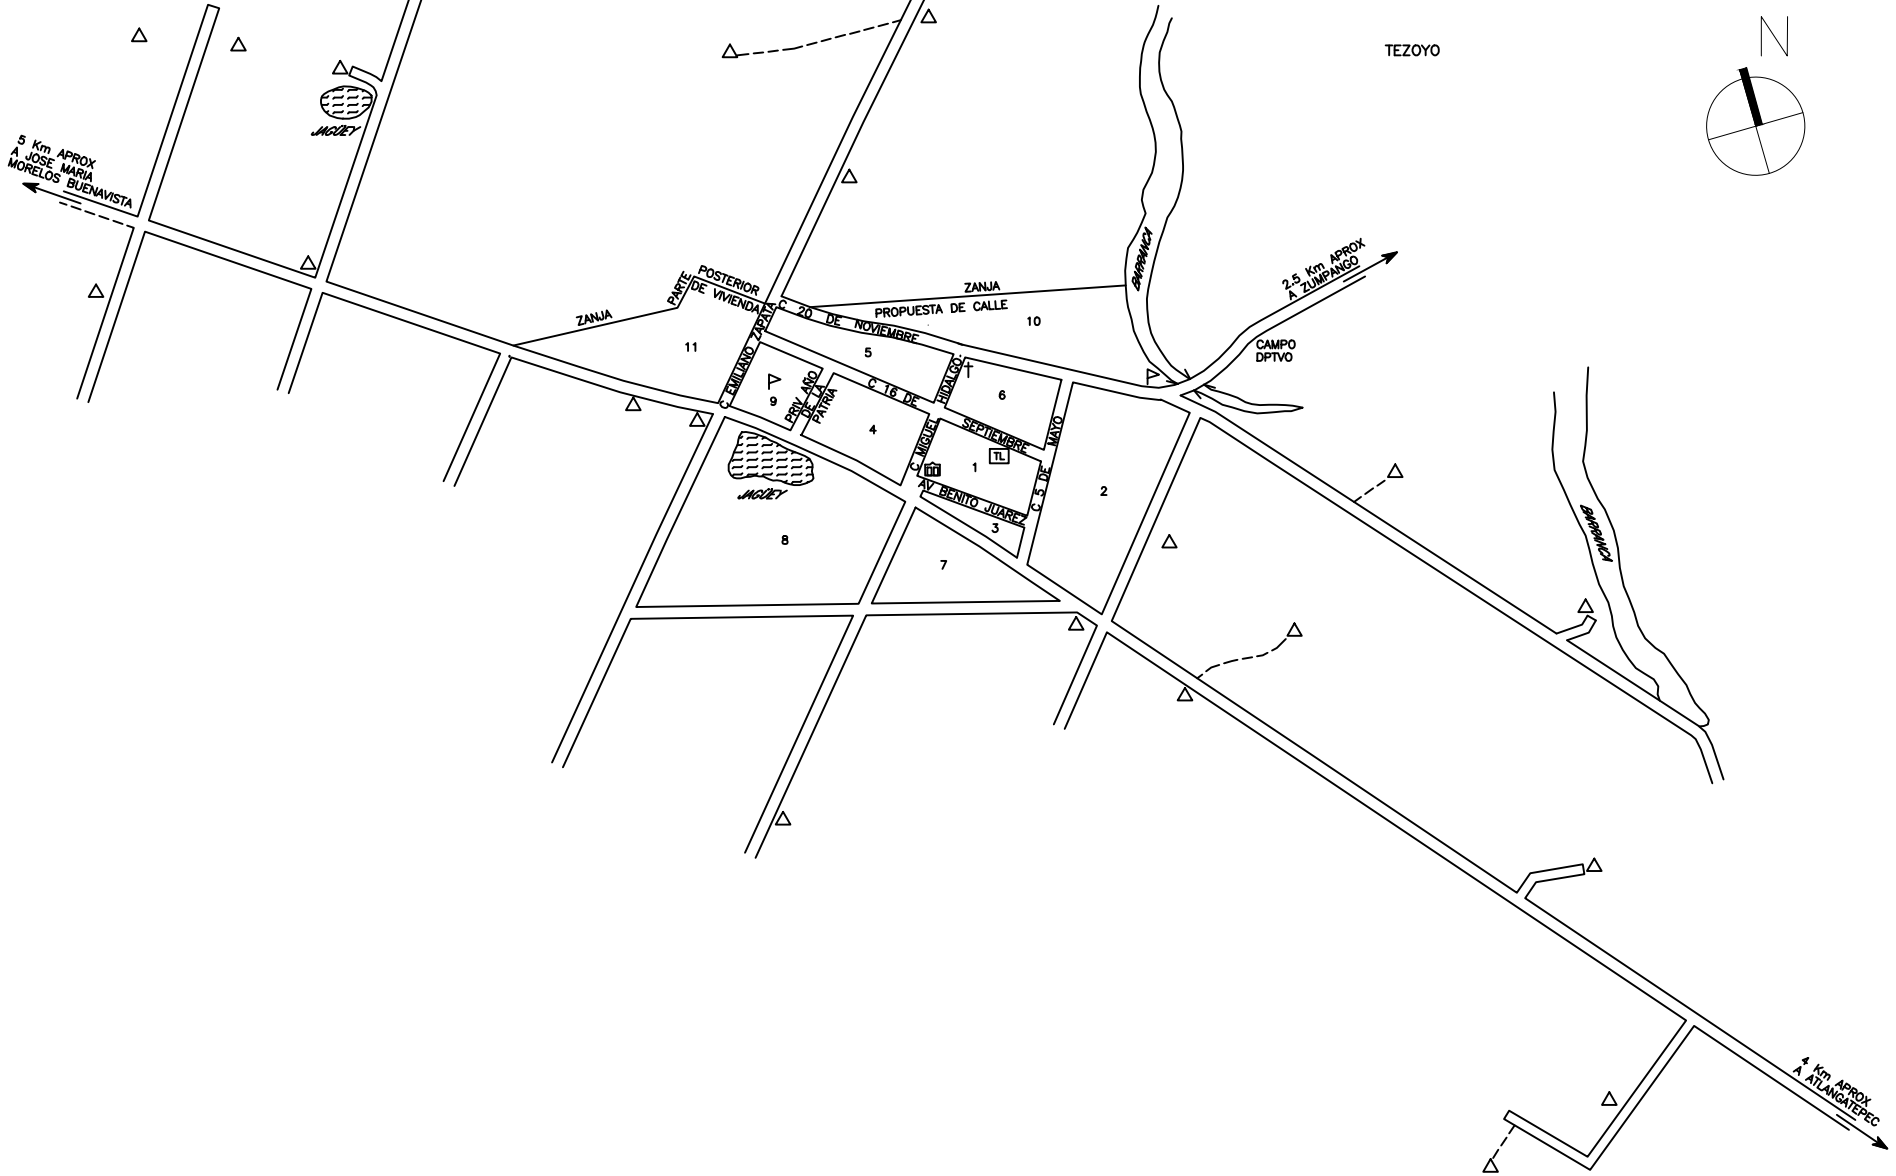 N
TEZOYO
5 Km APROX
A JOSE MARIA
MORELOS BUENAVISTA
JAGÜEY
2.5 Km APROX
A ZUMPANGO
BARRANCA
PARTE
POSTERIOR
DE VIVIENDA
ZANJA
ZANJA
PROPUESTA DE CALLE
C 20 DE NOVIEMBRE
10
11
5
C EMILIANO ZAPATA
CAMPO
DPTVO
C 16 DE
SEPTIEMBRE
C MIGUEL
HIDALGO
PRIV AÑO
DE LA
PATRIA
9
6
4
1
TL
2
C 5 DE
MAYO
AV BENITO JUAREZ
3
JAGÜEY
8
7
BARRANCA
4 Km APROX
A ATLANGATEPEC